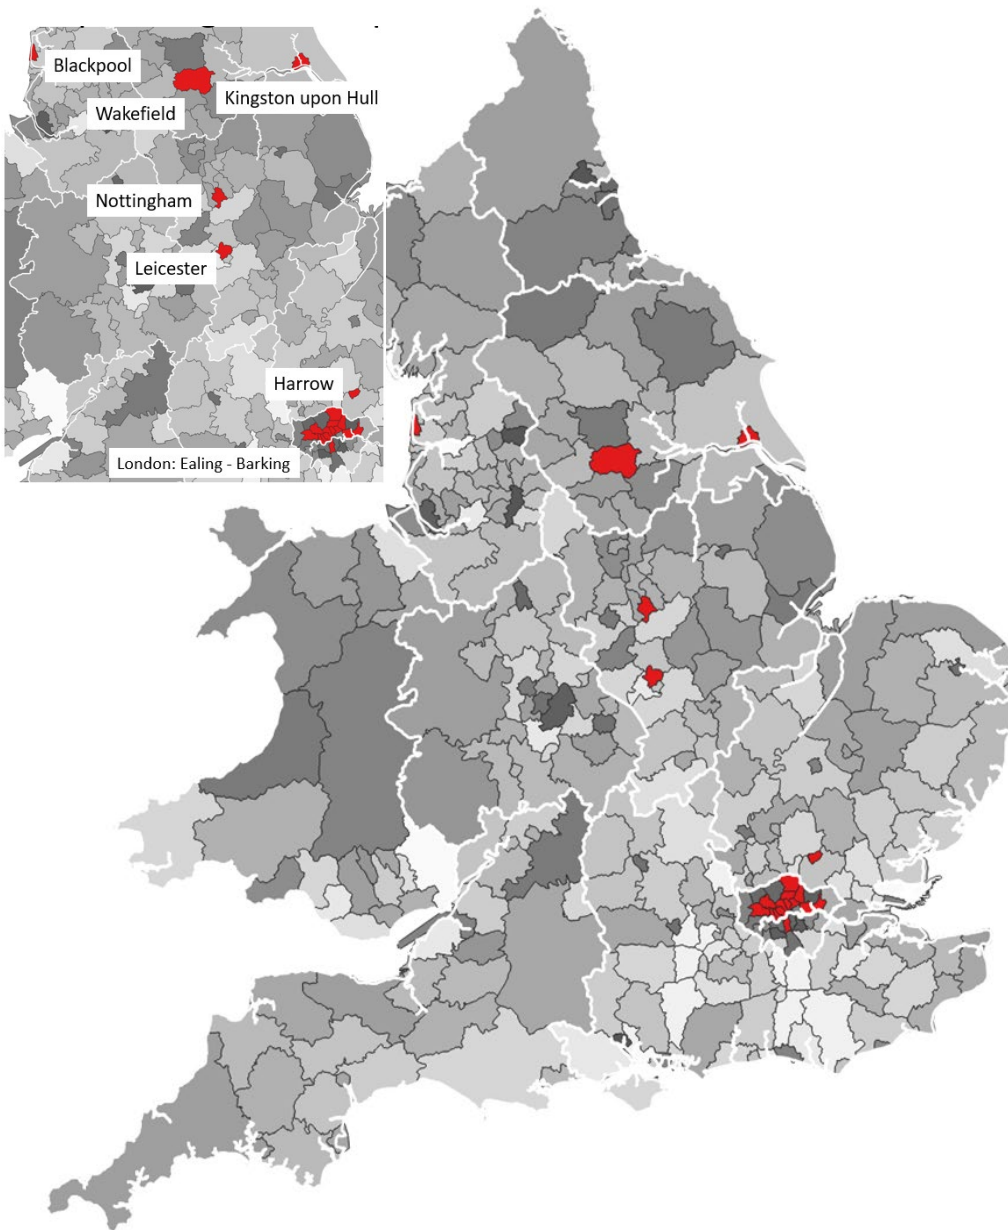 Blackpool
Kingston upon Hull
Wakefield
Nottingham
Leicester
Harrow
London: Ealing - Barking